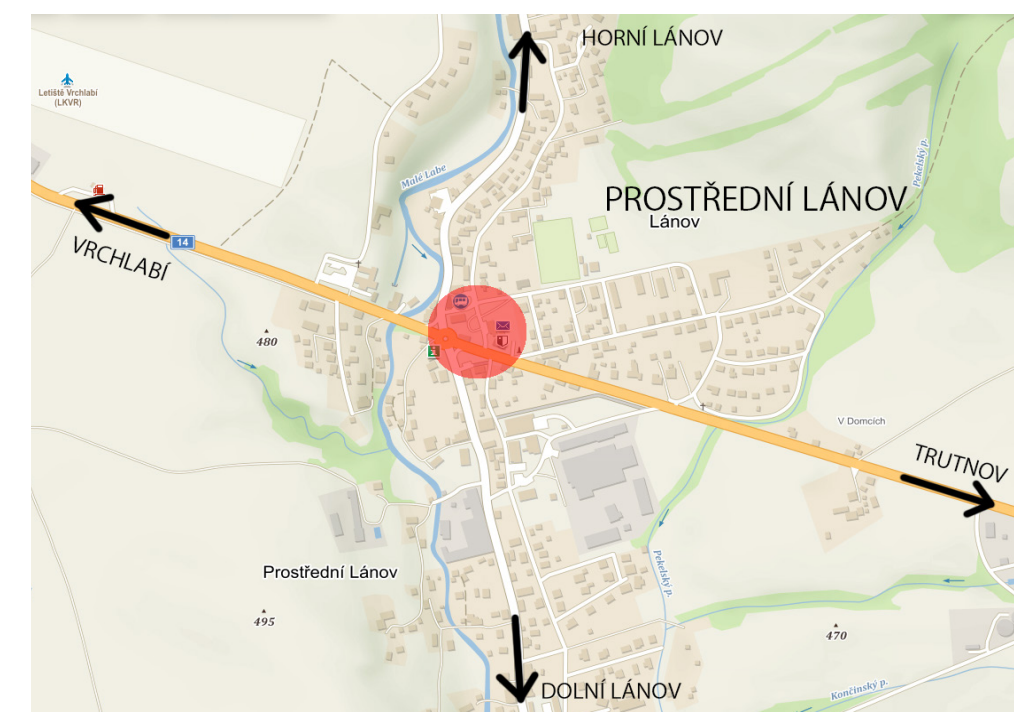 HORNÍ LÁNOV
Letiště Vrchlabí
(LKVR)
Pekelský p.
Malé Labe
PROSTŘEDNÍ LÁNOV
Lánov
14
VRCHLABÍ
480
V Domcích
TRUTNOV
Prostřední Lánov
Pekelský p.
495
470
DOLNÍ LÁNOV
Končinský p.